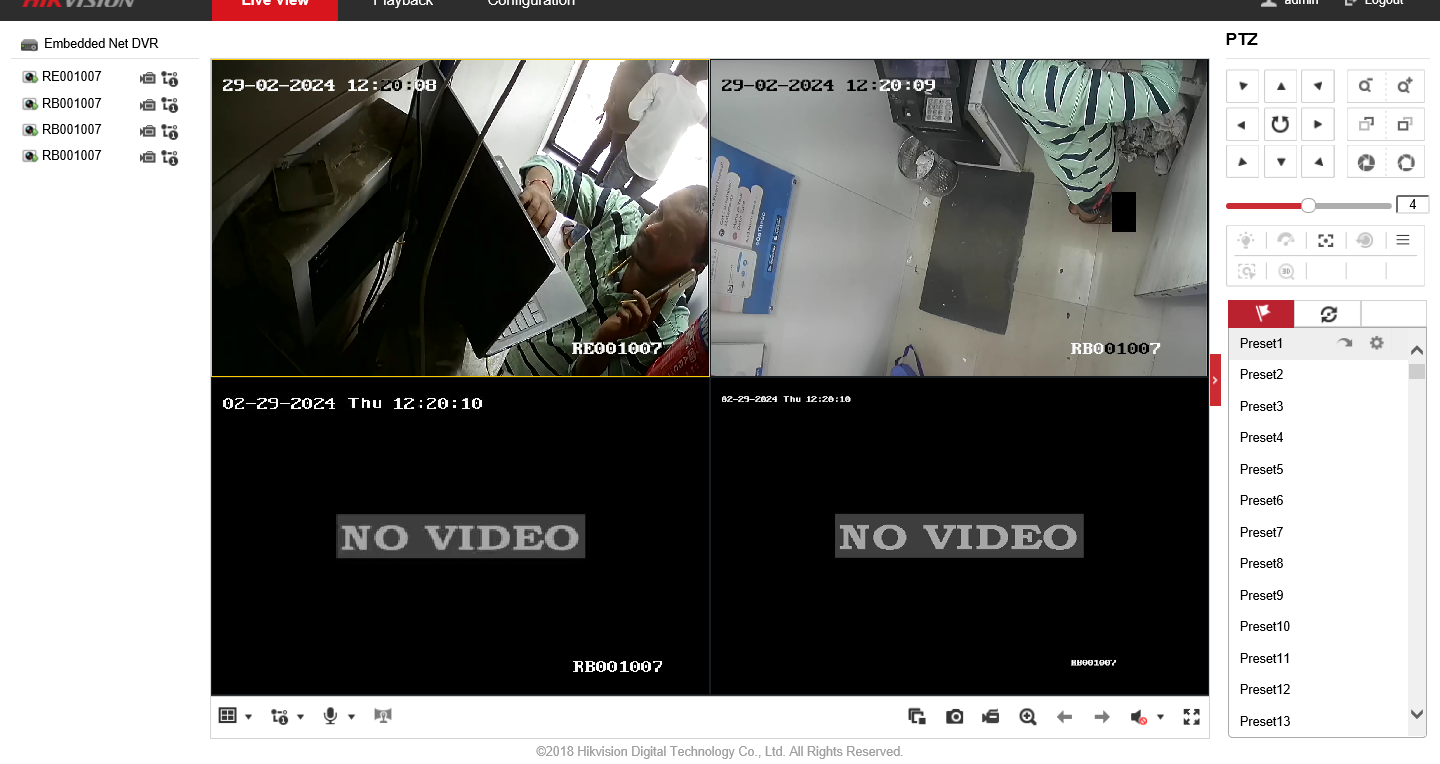 HIKVISION
Live View Playback Configuration
admin Logout
Embedded Net DVR
RE001007
RB001007
RB001007
RB001007
29-02-2024 12:20:08
RE001007
29-02-2024 12:20:09
RB001007
02-29-2024 Thu 12:20:10
NO VIDEO
RB001007
02-29-2024 Thu 12:20:10
NO VIDEO
RB001007
PTZ
4
3D
Preset1
Preset2
Preset3
Preset4
Preset5
Preset6
Preset7
Preset8
Preset9
Preset10
Preset11
Preset12
Preset13
©2018 Hikvision Digital Technology Co., Ltd. All Rights Reserved.